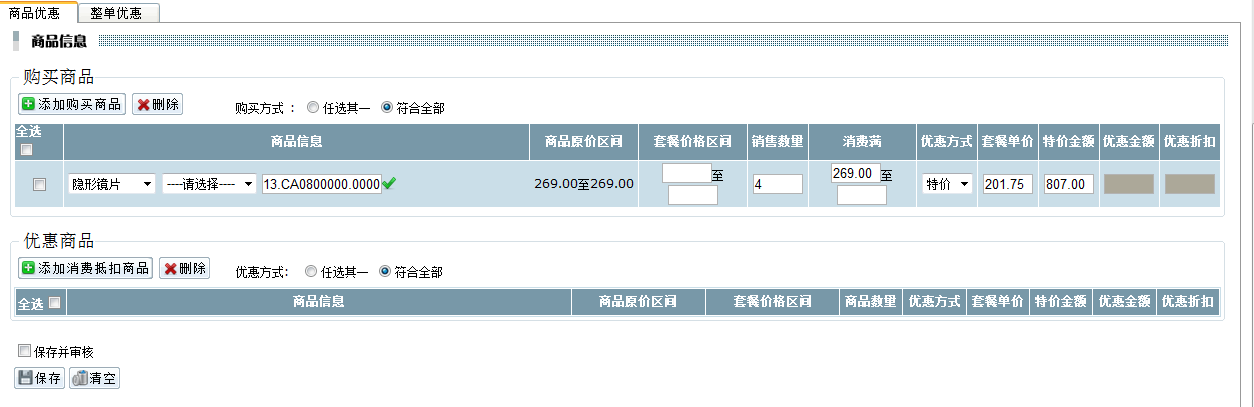 商品优惠 整单优惠
商品信息
购买商品
添加购买商品 删除 购买方式 : 任选其一 符合全部
全选 商品信息 商品原价区间 套餐价格区间 销售数量 消费满 优惠方式 套餐单价 特价金额 优惠金额 优惠折扣
隐形镜片 ----请选择---- 13.CA0800000.0000 269.00至269.00 至 4 269.00 至 特价 201.75 807.00
优惠商品
添加消费抵扣商品 删除 优惠方式: 任选其一 符合全部
全选 商品信息 商品原价区间 套餐价格区间 商品数里 优惠方式 套餐单价 特价金额 优惠金额 优惠折扣
保存并审核
保存 清空